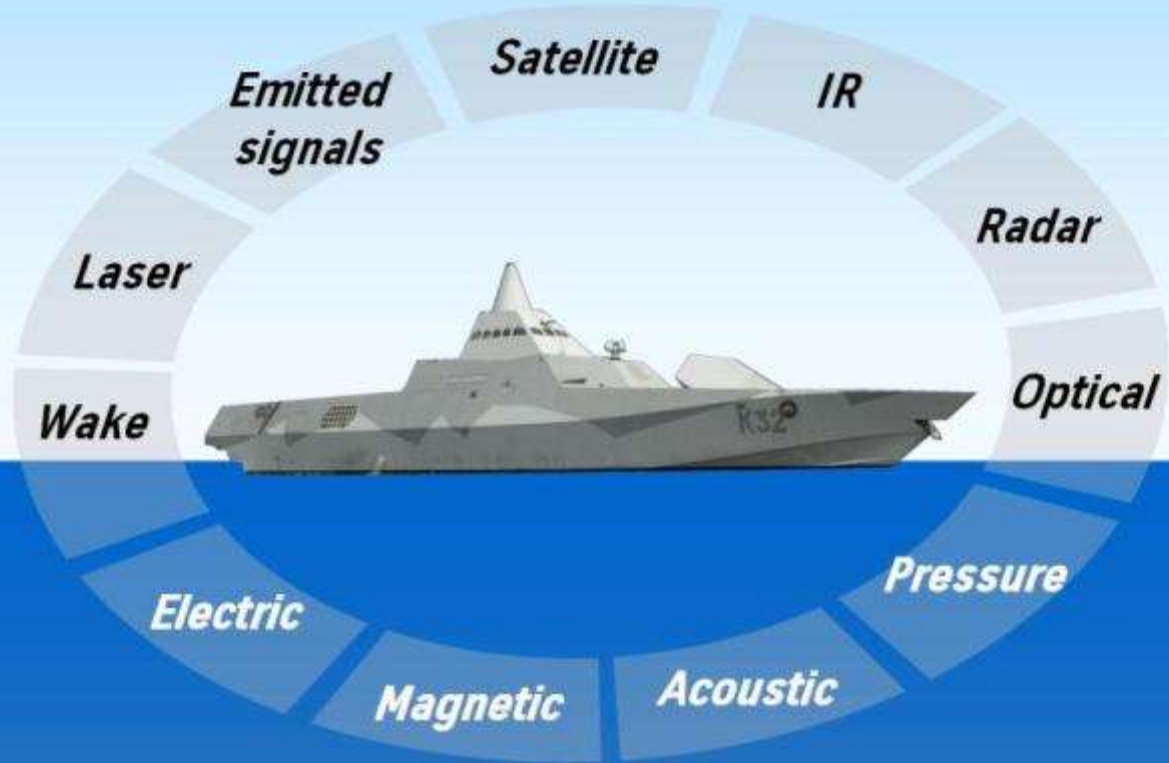 Satellite
IR
Emitted
signals
Radar
Laser
Optical
Wake
K32
Pressure
Electric
Acoustic
Magnetic